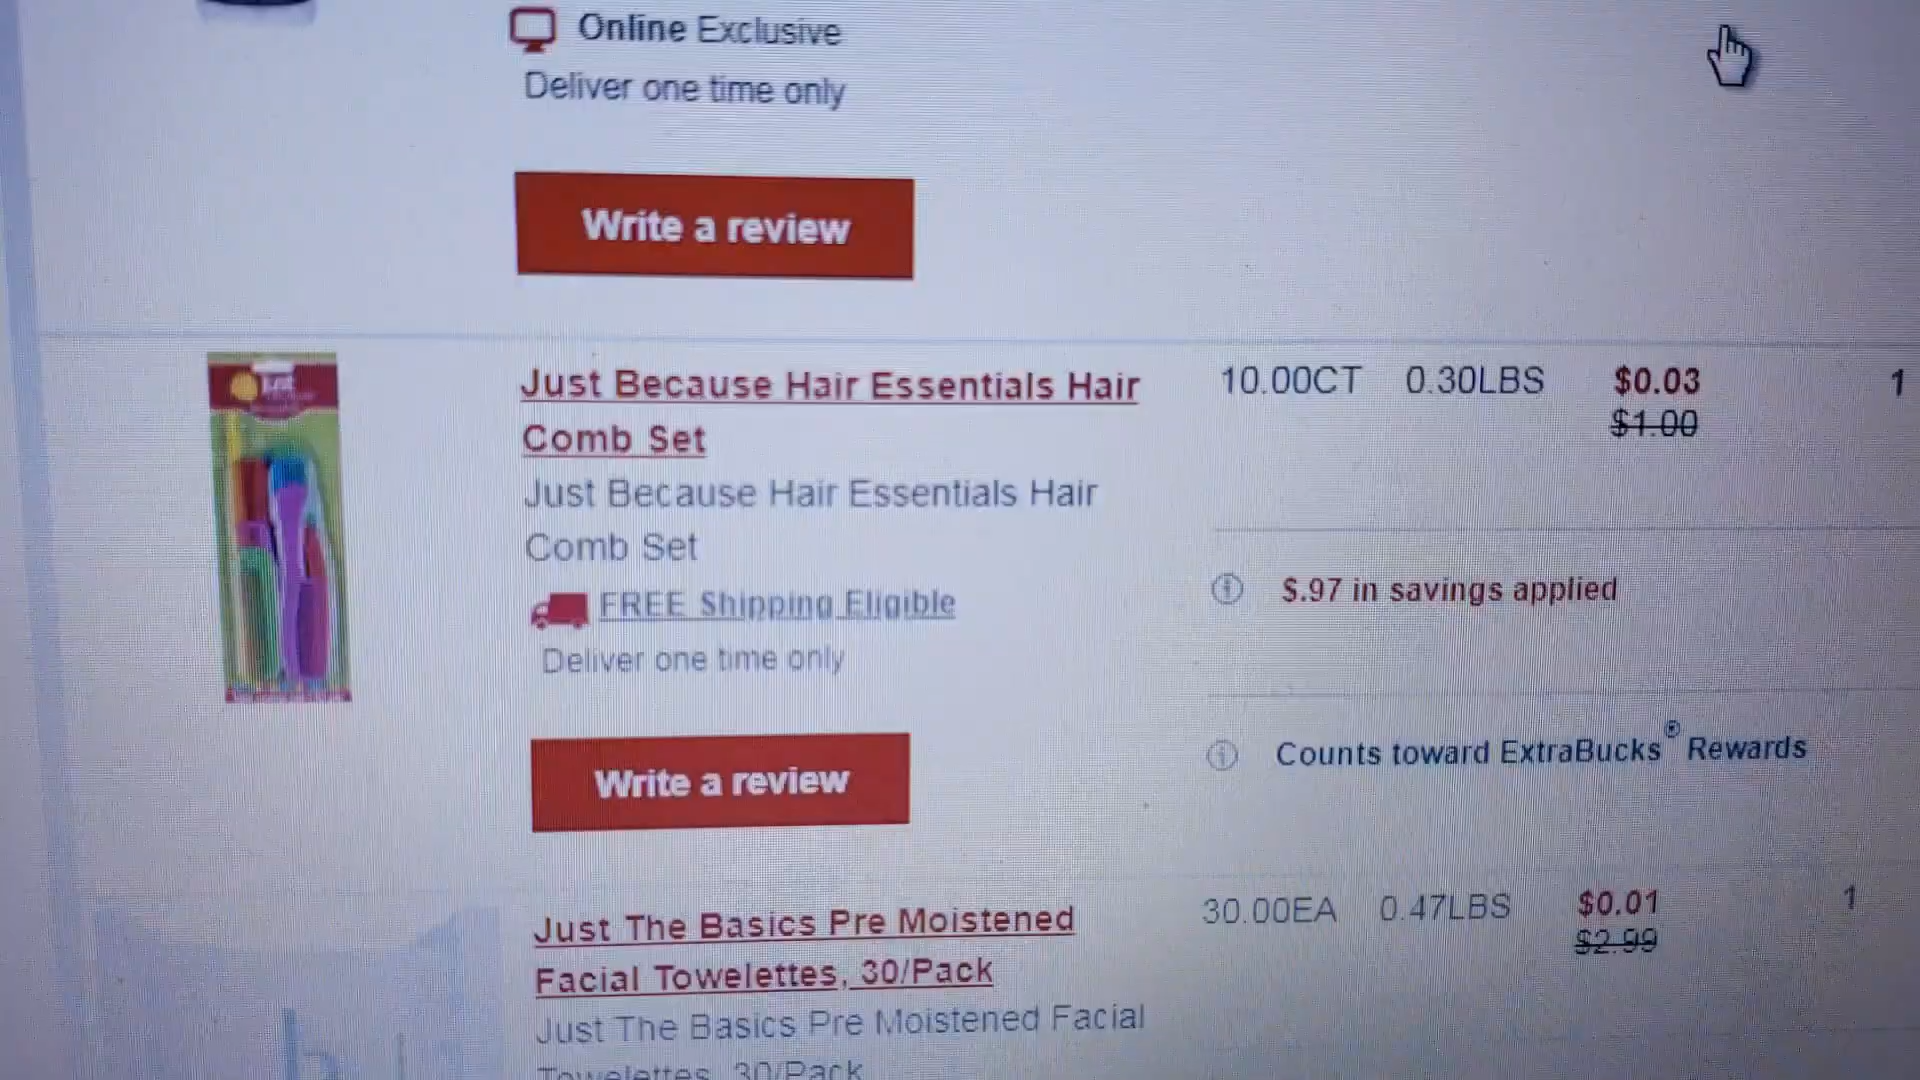 Online Exclusive
Deliver one time only
Write a review
Just Because Hair Essentials Hair
Comb Set
10.00CT 0.30LBS $0.03 1
$1.00
Just Because Hair Essentials Hair
Comb Set
FREE Shipping Eligible
Deliver one time only
$.97 in savings applied
Write a review
Counts toward ExtraBucks® Rewards
Just The Basics Pre Moistened
Facial Towelettes, 30/Pack
30.00EA 0.47LBS $0.01 1
$2.99
Just The Basics Pre Moistened Facial
Towelettes, 30/Pack